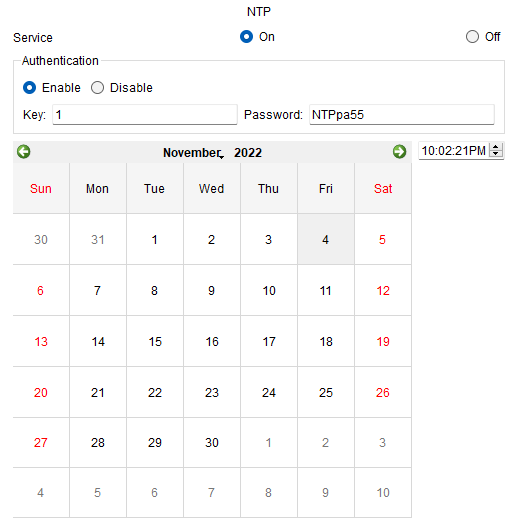 NTP
Service On Off
Authentication
Enable Disable
Key: 1 Password: NTPpa55
November, 2022 10:02:21PM
Sun Mon Tue Wed Thu Fri Sat
30 31 1 2 3 4 5
6 7 8 9 10 11 12
13 14 15 16 17 18 19
20 21 22 23 24 25 26
27 28 29 30 1 2 3
4 5 6 7 8 9 10